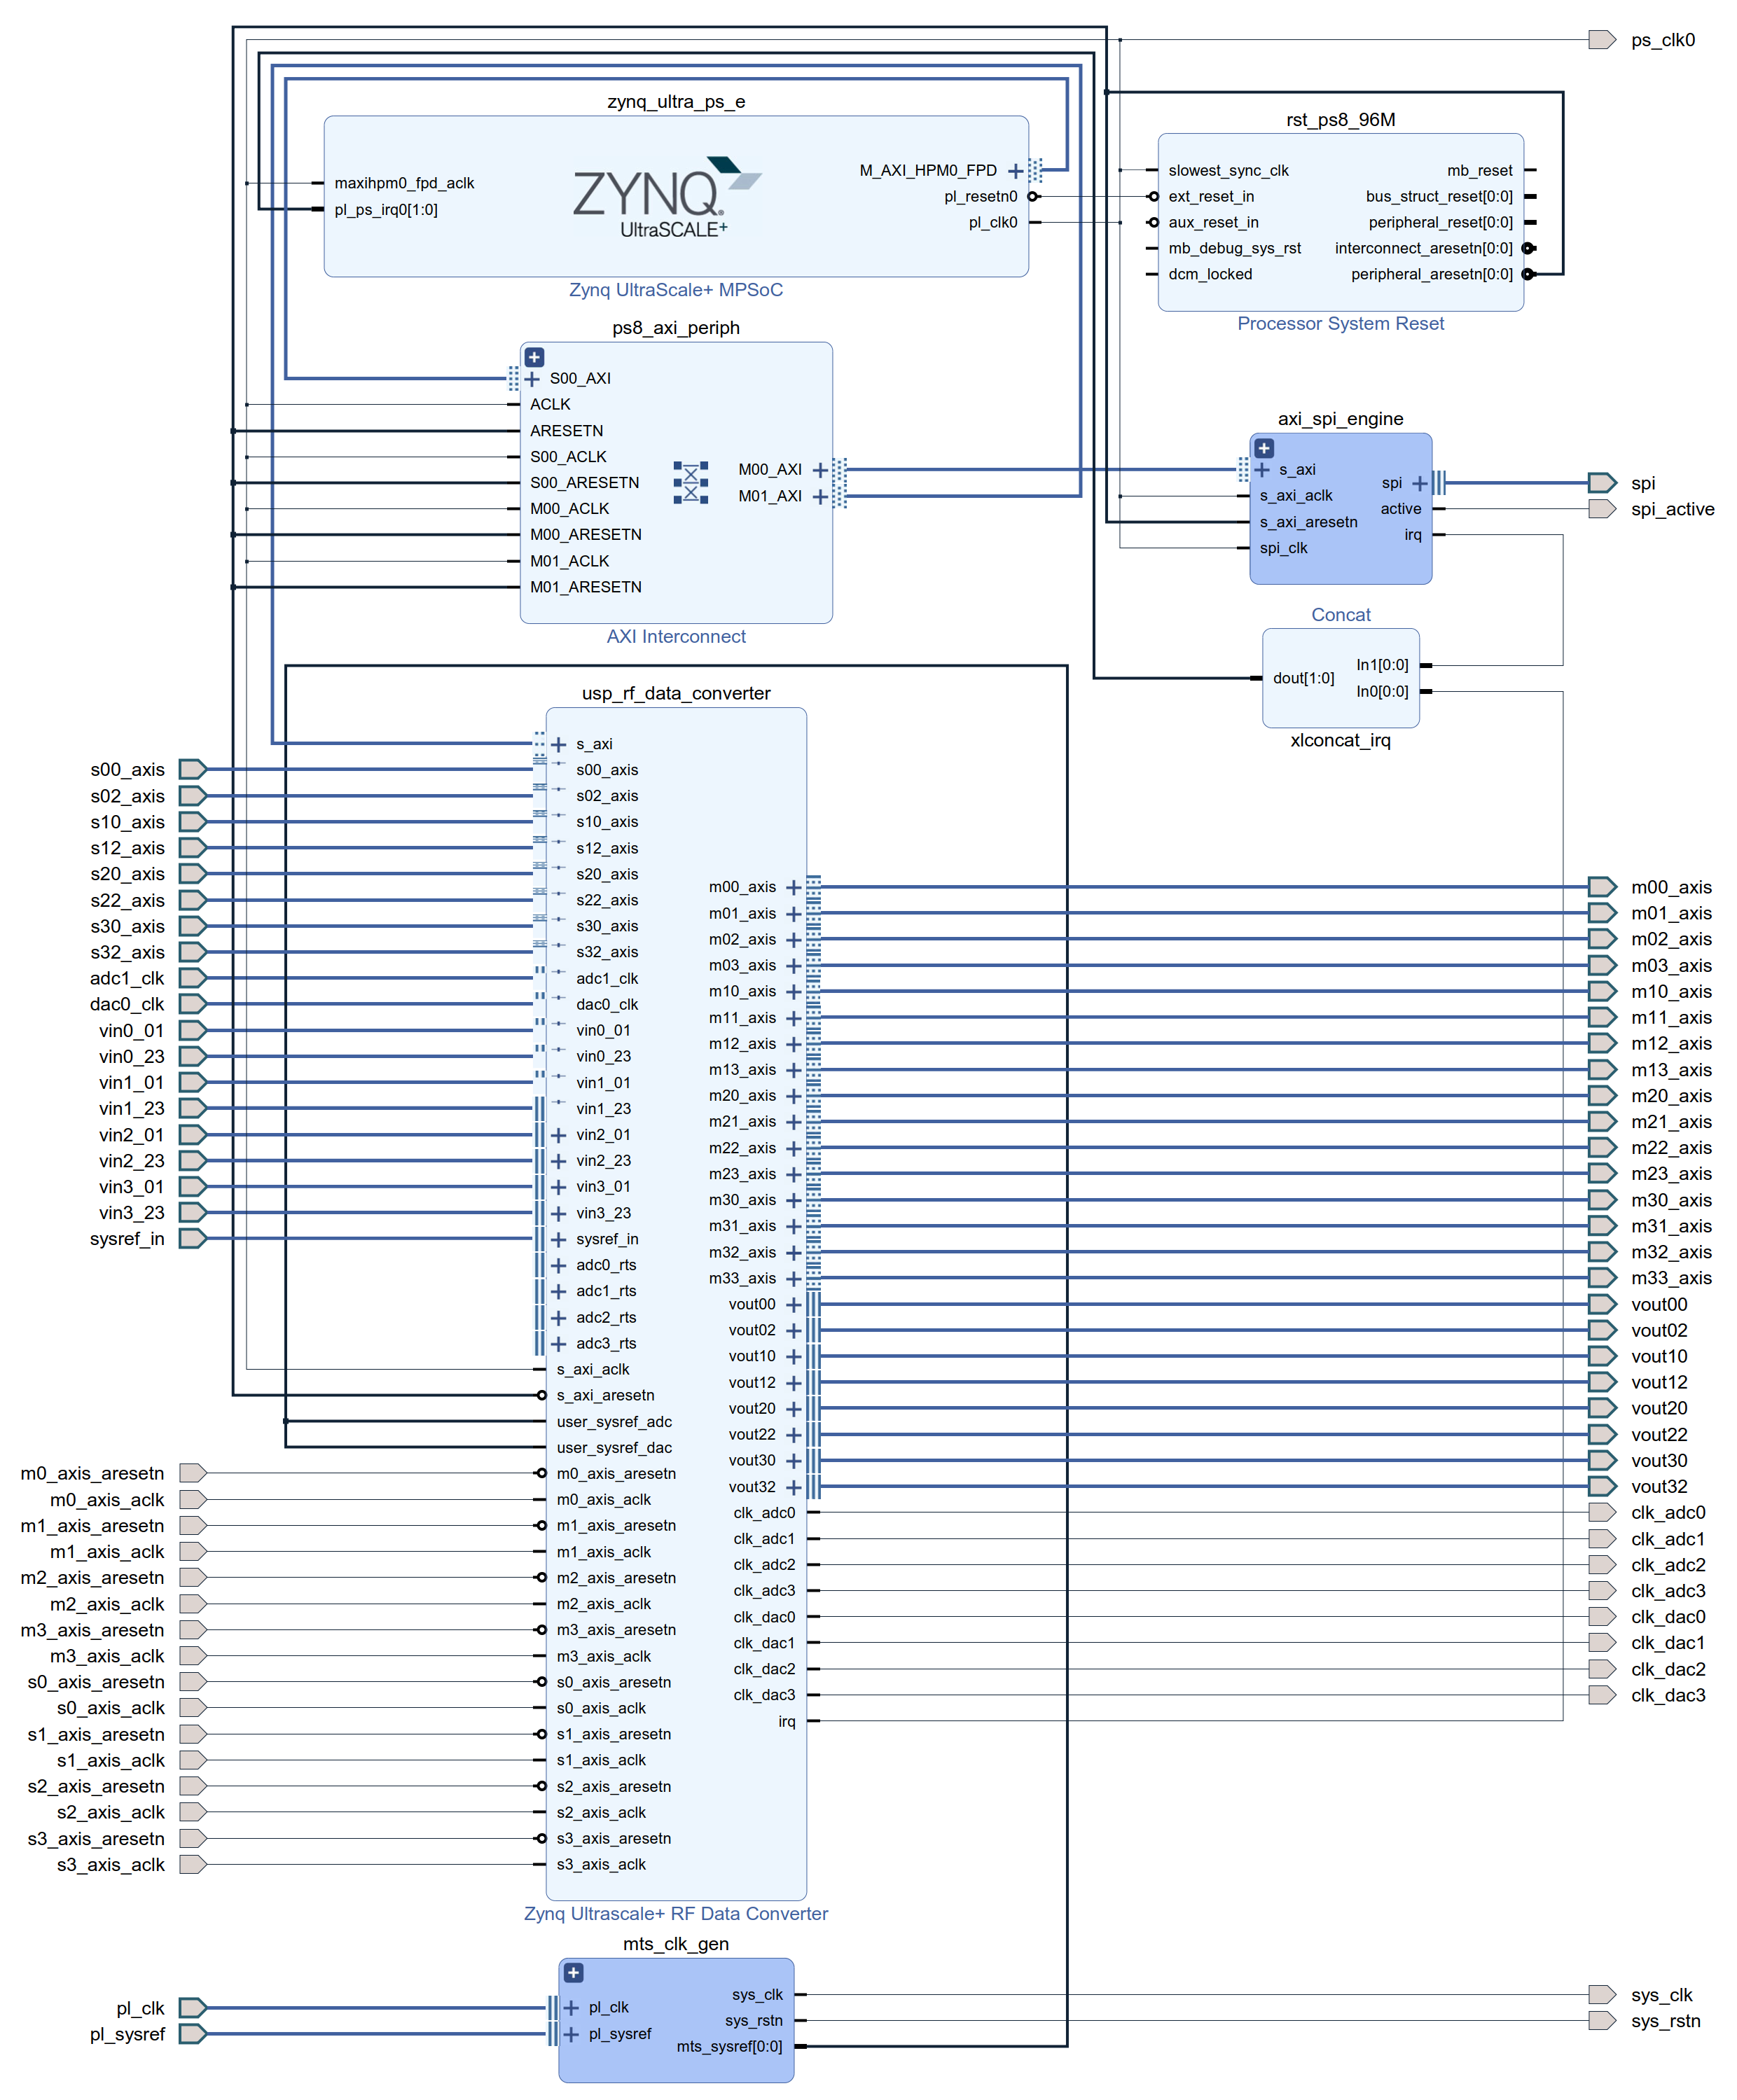 ps_clk0
zynq_ultra_ps_e
maxihpm0_fpd_aclk
pl_ps_irq0[1:0]
ZYNQ
UltraSCALE+
M_AXI_HPM0_FPD
pl_resetn0
pl_clk0
Zynq UltraScale+ MPSoC
rst_ps8_96M
slowest_sync_clk
ext_reset_in
aux_reset_in
mb_debug_sys_rst
dcm_locked
mb_reset
bus_struct_reset[0:0]
peripheral_reset[0:0]
interconnect_aresetn[0:0]
peripheral_aresetn[0:0]
Processor System Reset
ps8_axi_periph
S00_AXI
ACLK
ARESETN
S00_ACLK
S00_ARESETN
M00_ACLK
M00_ARESETN
M01_ACLK
M01_ARESETN
M00_AXI
M01_AXI
AXI Interconnect
axi_spi_engine
s_axi
s_axi_aclk
s_axi_aresetn
spi_clk
spi
active
irq
spi
spi_active
Concat
dout[1:0]
In1[0:0]
In0[0:0]
xlconcat_irq
usp_rf_data_converter
s00_axis
s02_axis
s10_axis
s12_axis
s20_axis
s22_axis
s30_axis
s32_axis
adc1_clk
dac0_clk
vin0_01
vin0_23
vin1_01
vin1_23
vin2_01
vin2_23
vin3_01
vin3_23
sysref_in
m0_axis_aresetn
m0_axis_aclk
m1_axis_aresetn
m1_axis_aclk
m2_axis_aresetn
m2_axis_aclk
m3_axis_aresetn
m3_axis_aclk
s0_axis_aresetn
s0_axis_aclk
s1_axis_aresetn
s1_axis_aclk
s2_axis_aresetn
s2_axis_aclk
s3_axis_aresetn
s3_axis_aclk
s_axi
s00_axis
s02_axis
s10_axis
s12_axis
s20_axis
s22_axis
s30_axis
s32_axis
adc1_clk
dac0_clk
vin0_01
vin0_23
vin1_01
vin1_23
vin2_01
vin2_23
vin3_01
vin3_23
sysref_in
adc0_rts
adc1_rts
adc2_rts
adc3_rts
s_axi_aclk
s_axi_aresetn
user_sysref_adc
user_sysref_dac
m0_axis_aresetn
m0_axis_aclk
m1_axis_aresetn
m1_axis_aclk
m2_axis_aresetn
m2_axis_aclk
m3_axis_aresetn
m3_axis_aclk
s0_axis_aresetn
s0_axis_aclk
s1_axis_aresetn
s1_axis_aclk
s2_axis_aresetn
s2_axis_aclk
s3_axis_aresetn
s3_axis_aclk
m00_axis
m01_axis
m02_axis
m03_axis
m10_axis
m11_axis
m12_axis
m13_axis
m20_axis
m21_axis
m22_axis
m23_axis
m30_axis
m31_axis
m32_axis
m33_axis
vout00
vout02
vout10
vout12
vout20
vout22
vout30
vout32
clk_adc0
clk_adc1
clk_adc2
clk_adc3
clk_dac0
clk_dac1
clk_dac2
clk_dac3
irq
m00_axis
m01_axis
m02_axis
m03_axis
m10_axis
m11_axis
m12_axis
m13_axis
m20_axis
m21_axis
m22_axis
m23_axis
m30_axis
m31_axis
m32_axis
m33_axis
vout00
vout02
vout10
vout12
vout20
vout22
vout30
vout32
clk_adc0
clk_adc1
clk_adc2
clk_adc3
clk_dac0
clk_dac1
clk_dac2
clk_dac3
Zynq Ultrascale+ RF Data Converter
mts_clk_gen
pl_clk
pl_sysref
pl_clk
pl_sysref
sys_clk
sys_rstn
mts_sysref[0:0]
sys_clk
sys_rstn